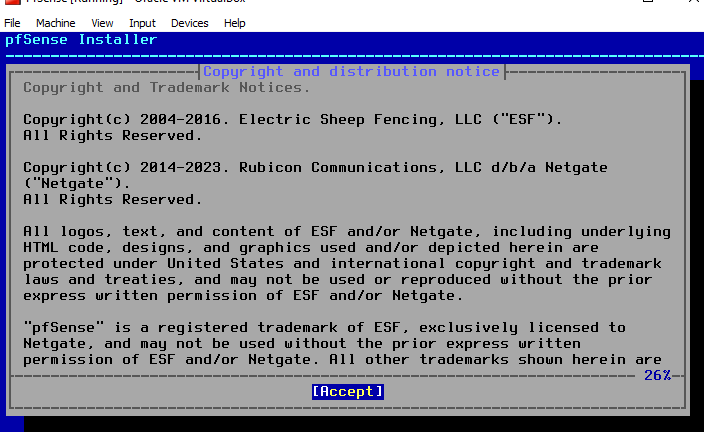 PfSense [Running] - Oracle VM VirtualBox
File Machine View Input Devices Help
pfSense Installer
Copyright and distribution notice
Copyright and Trademark Notices.
Copyright(c) 2004-2016. Electric Sheep Fencing, LLC ("ESF").
All Rights Reserved.
Copyright(c) 2014-2023. Rubicon Communications, LLC d/b/a Netgate
("Netgate").
All Rights Reserved.
All logos, text, and content of ESF and/or Netgate, including underlying
HTML code, designs, and graphics used and/or depicted herein are
protected under United States and international copyright and trademark
laws and treaties, and may not be used or reproduced without the prior
express written permission of ESF and/or Netgate.
"pfSense" is a registered trademark of ESF, exclusively licensed to
Netgate, and may not be used without the prior express written
permission of ESF and/or Netgate. All other trademarks shown herein are
26%
[Accept]